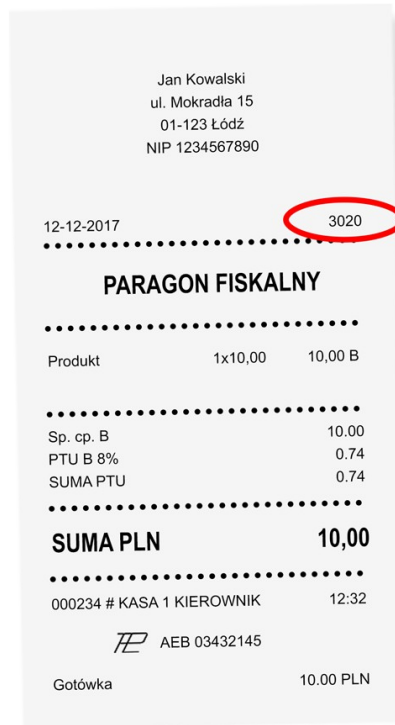 Jan Kowalski
ul. Mokradła 15
01-123 Łódź
NIP 1234567890
12-12-2017 3020
PARAGON FISKALNY
Produkt 1x10,00 10,00 B
Sp. cp. B 10.00
PTU B 8% 0.74
SUMA PTU 0.74
SUMA PLN 10,00
000234 # KASA 1 KIEROWNIK 12:32
AEB 03432145
Gotówka 10.00 PLN